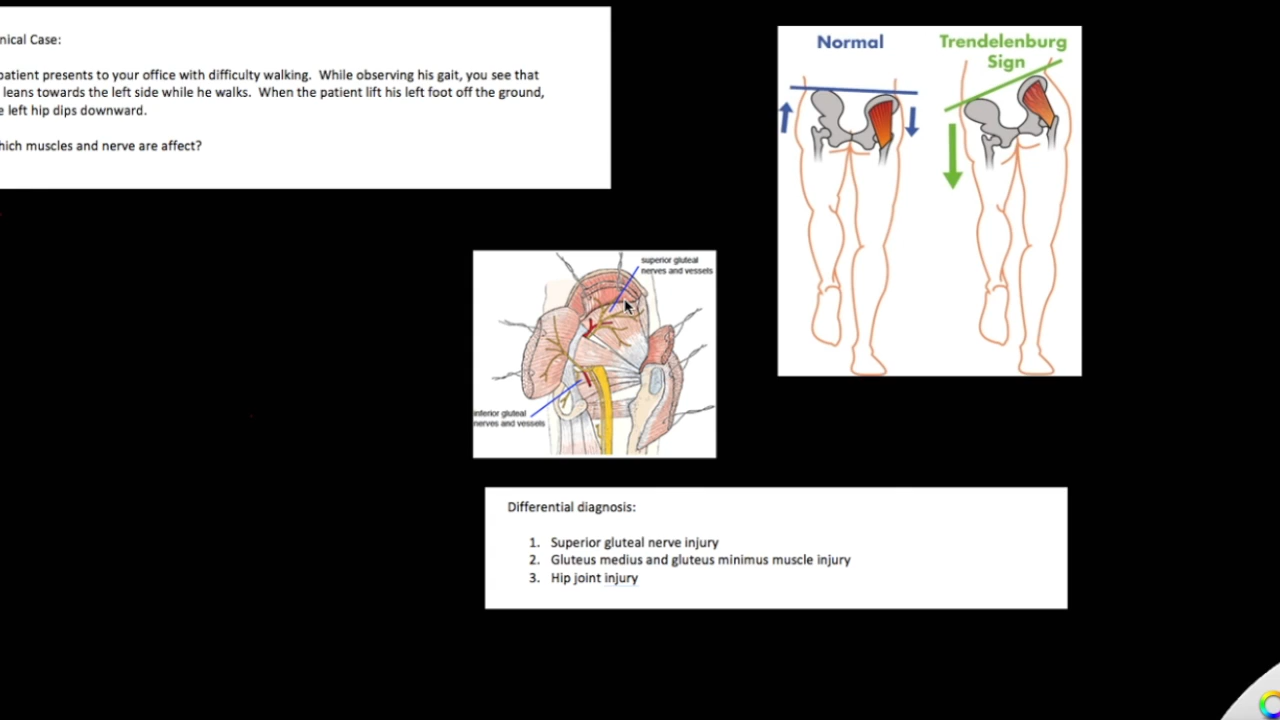 nical Case:
patient presents to your office with difficulty walking.  While observing his gait, you see that
leans towards the left side while he walks.  When the patient lift his left foot off the ground,
e left hip dips downward.
hich muscles and nerve are affect?
Normal
Trendelenburg
Sign
superior gluteal
nerves and vessels
inferior gluteal
nerves and vessels
Differential diagnosis:
1. Superior gluteal nerve injury
2. Gluteus medius and gluteus minimus muscle injury
3. Hip joint injury